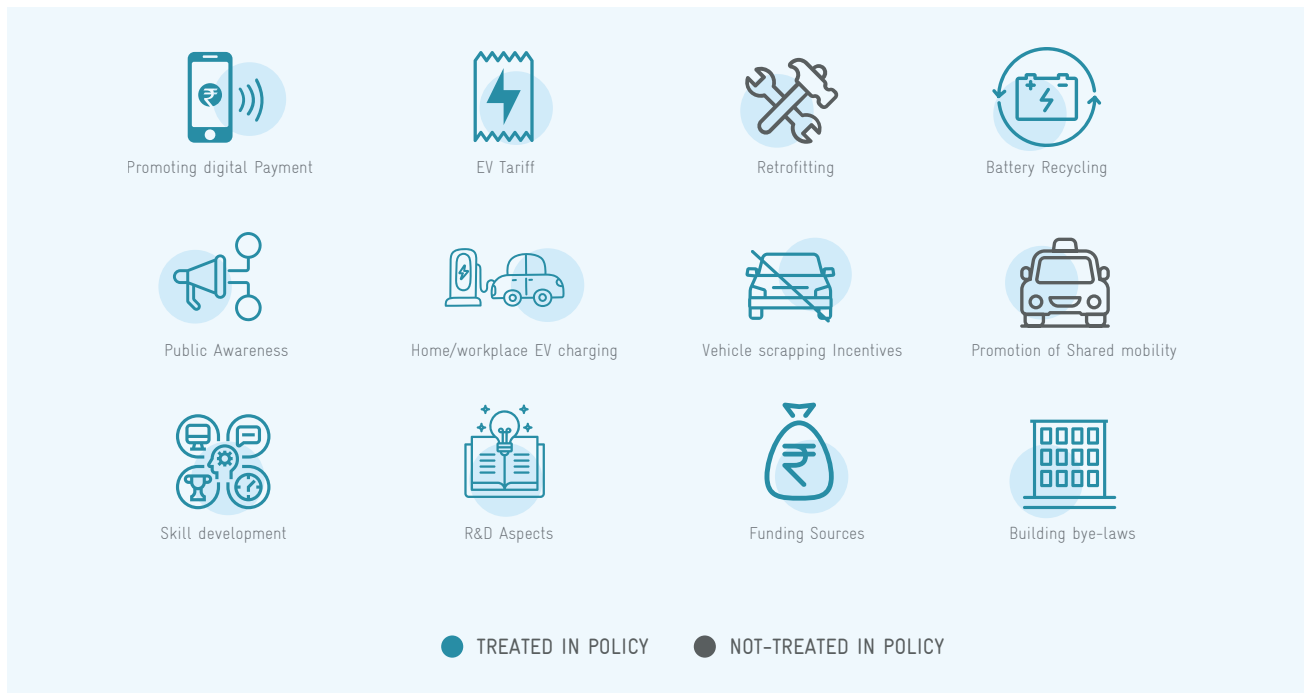 Promoting digital Payment
EV Tariff
Retrofitting
Battery Recycling
Public Awareness
Home/workplace EV charging
Vehicle scrapping Incentives
Promotion of Shared mobility
Skill development
R&D Aspects
Funding Sources
Building bye-laws
TREATED IN POLICY
NOT-TREATED IN POLICY